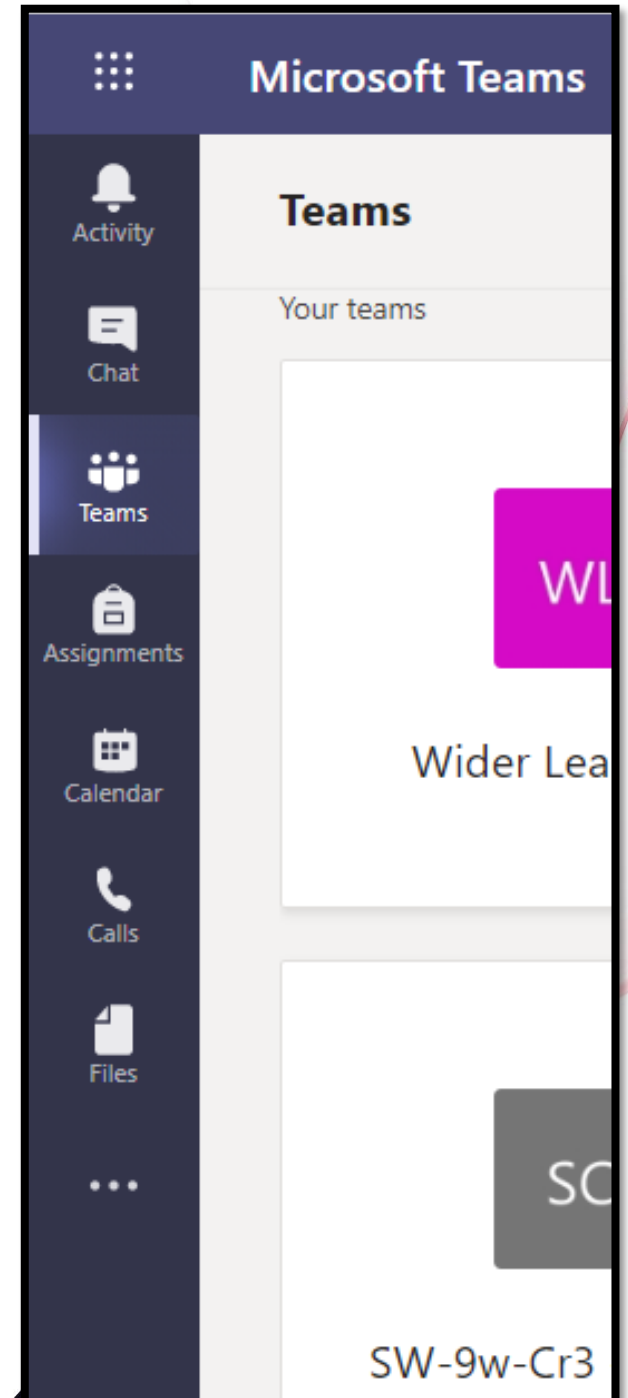 Microsoft Teams
Activity
Chat
Teams
Assignments
Calendar
Calls
Files
Teams
Your teams
WL
Wider Lea
SC
SW-9w-Cr3